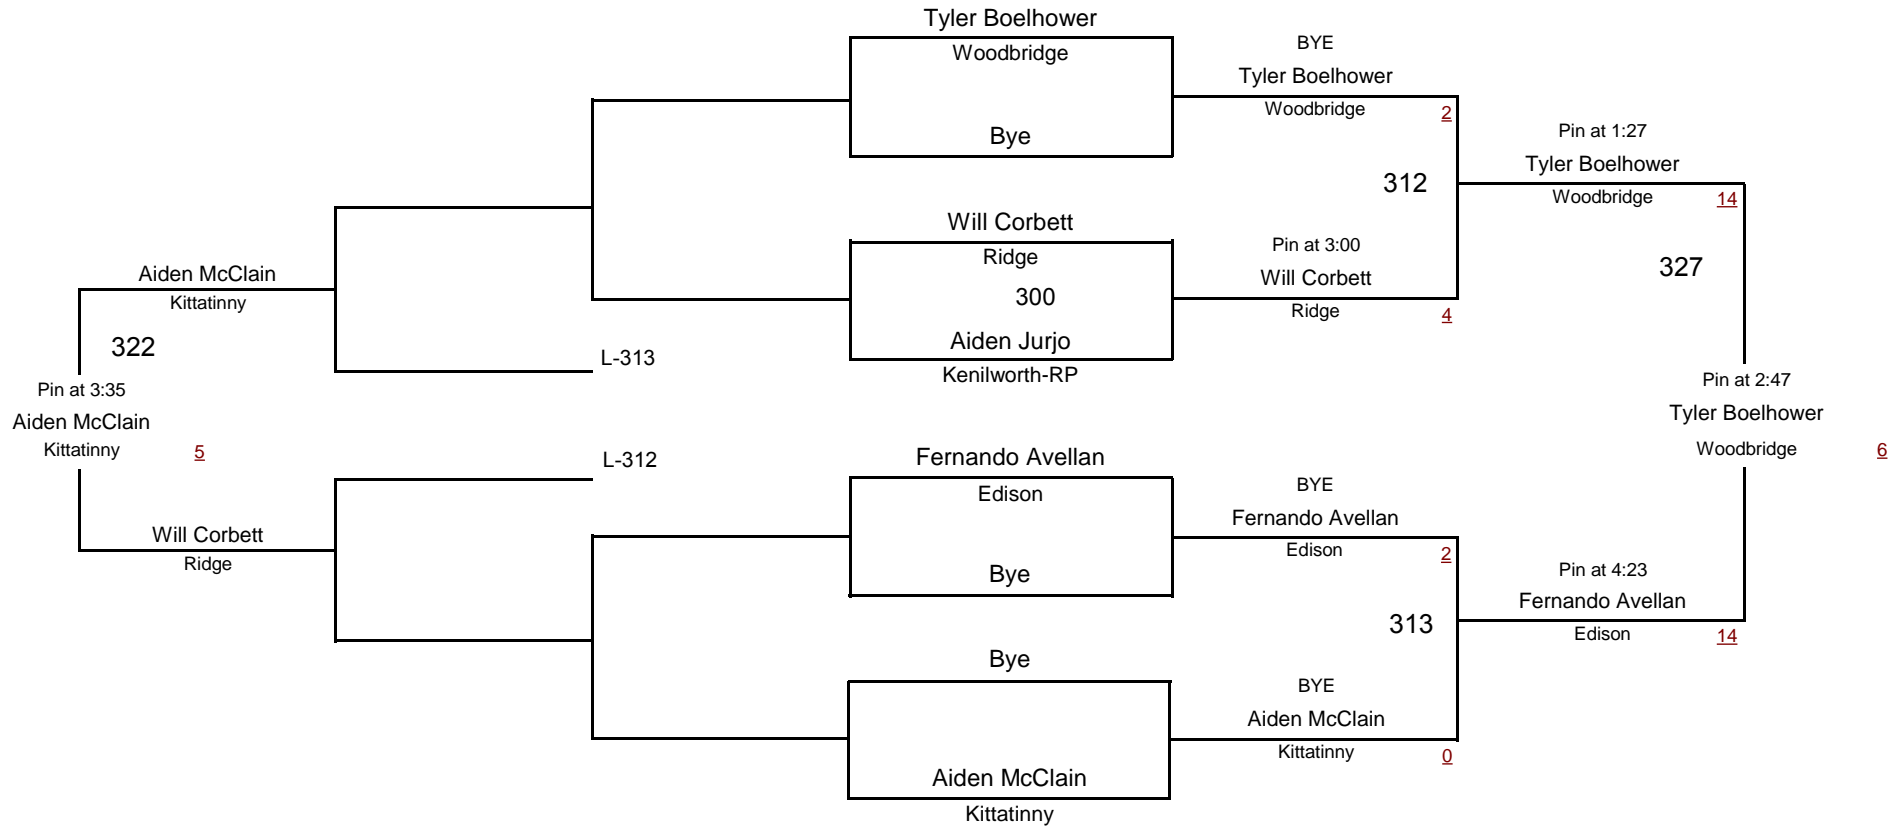 Tyler Boelhower
Woodbridge
BYE
Tyler Boelhower
Woodbridge
2
Bye
Pin at 1:27
Tyler Boelhower
Woodbridge
14
312
Will Corbett
Ridge
300
Aiden Jurjo
Kenilworth-RP
Pin at 3:00
Will Corbett
Ridge
4
327
Aiden McClain
Kittatinny
322
L-313
Pin at 3:35
Aiden McClain
Kittatinny
5
Pin at 2:47
Tyler Boelhower
Woodbridge
6
L-312
Will Corbett
Ridge
Fernando Avellan
Edison
Bye
BYE
Fernando Avellan
Edison
2
Pin at 4:23
Fernando Avellan
Edison
14
313
Bye
Aiden McClain
Kittatinny
BYE
Aiden McClain
Kittatinny
0